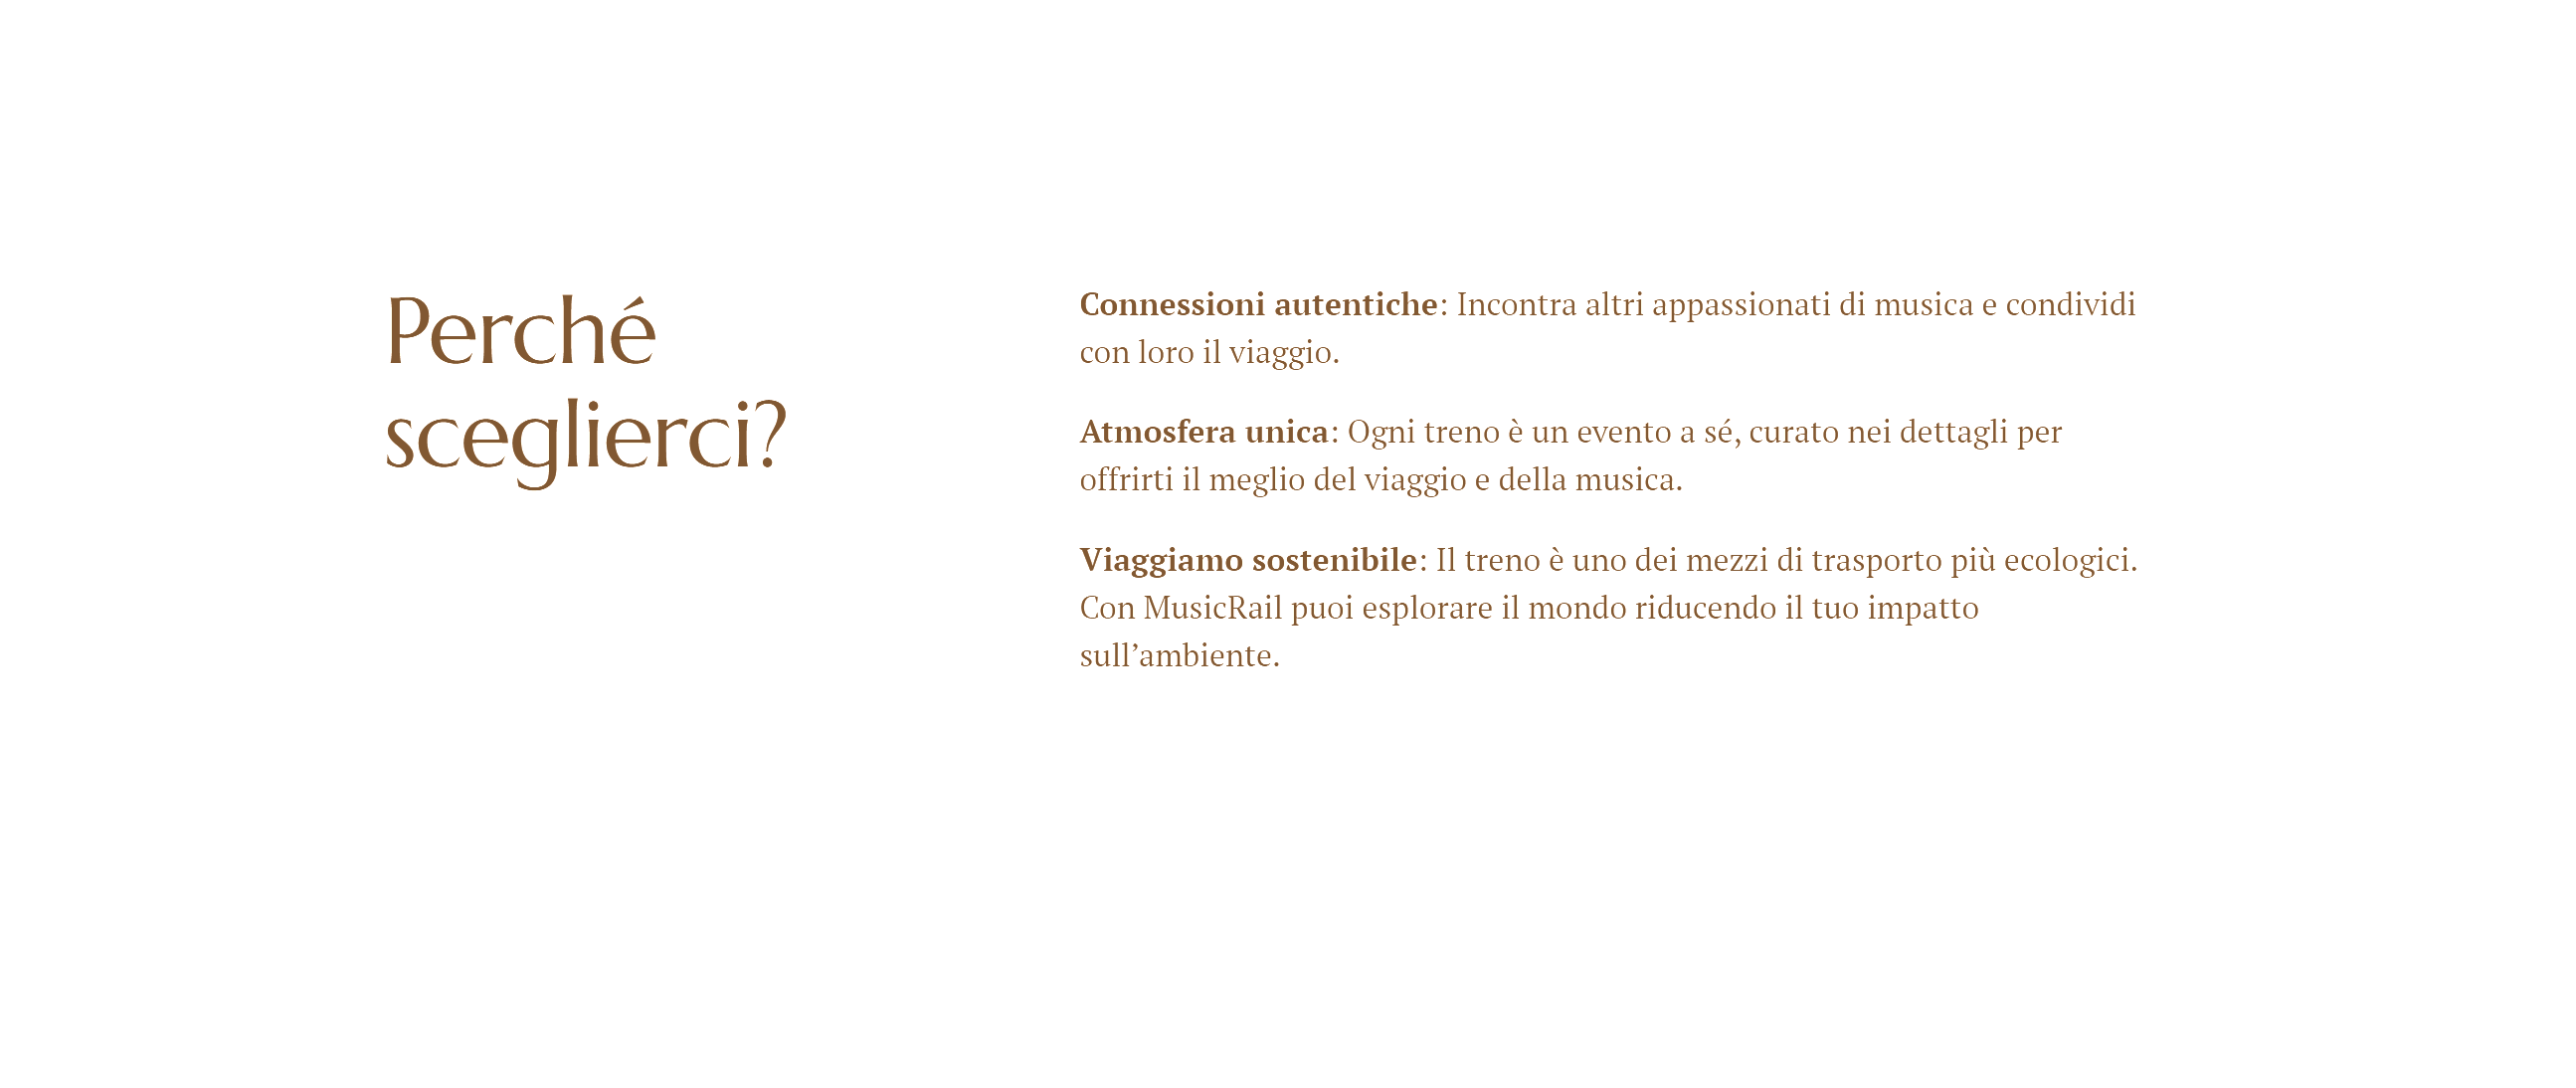 Perché
sceglierci?
Connessioni autentiche: Incontra altri appassionati di musica e condividi
con loro il viaggio.
Atmosfera unica: Ogni treno è un evento a sé, curato nei dettagli per
offrirti il meglio del viaggio e della musica.
Viaggiamo sostenibile: Il treno è uno dei mezzi di trasporto più ecologici.
Con MusicRail puoi esplorare il mondo riducendo il tuo impatto
sull’ambiente.